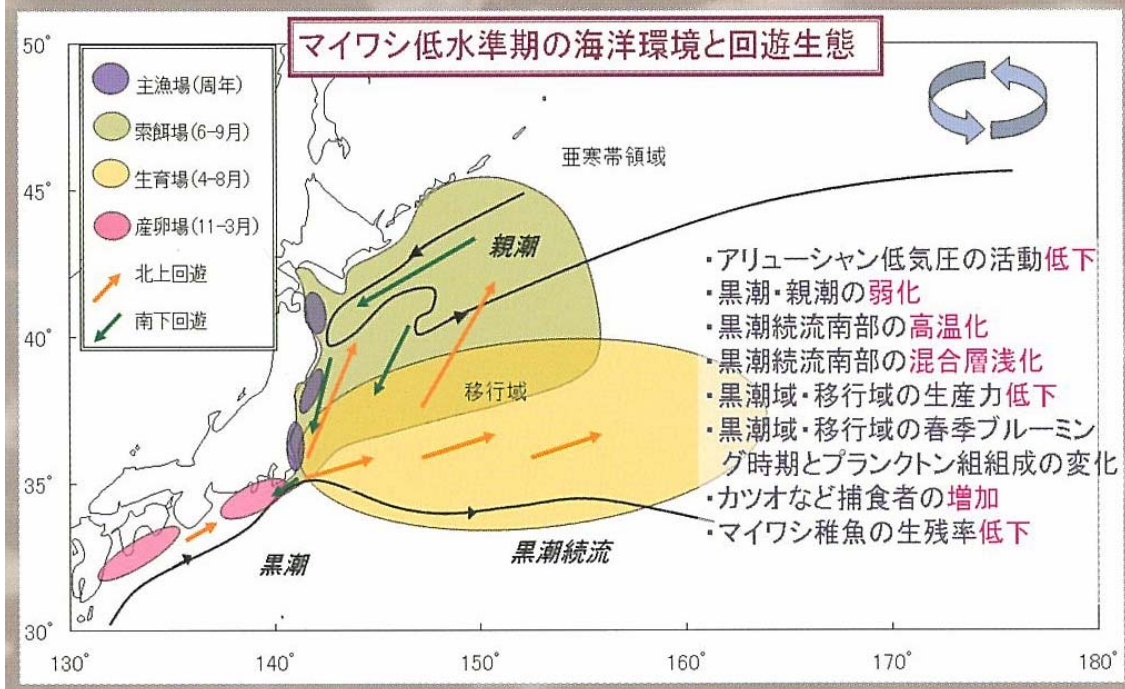 マイワシ低水準期の海洋環境と回遊生態
主漁場(周年)
索餌場(6-9月)
生育場(4-8月)
産卵場(11-3月)
北上回遊
南下回遊
亜寒帯領域
親潮
移行域
黒潮
黒潮続流
・アリューシャン低気圧の活動低下
・黒潮・親潮の弱化
・黒潮続流南部の高温化
・黒潮続流南部の混合層浅化
・黒潮域・移行域の生産力低下
・黒潮域・移行域の春季ブルーミン
グ時期とプランクトン組組成の変化
・カツオなど捕食者の増加
・マイワシ稚魚の生残率低下
50°
45°
40°
35°
30°
130°
140°
150°
160°
170°
180°